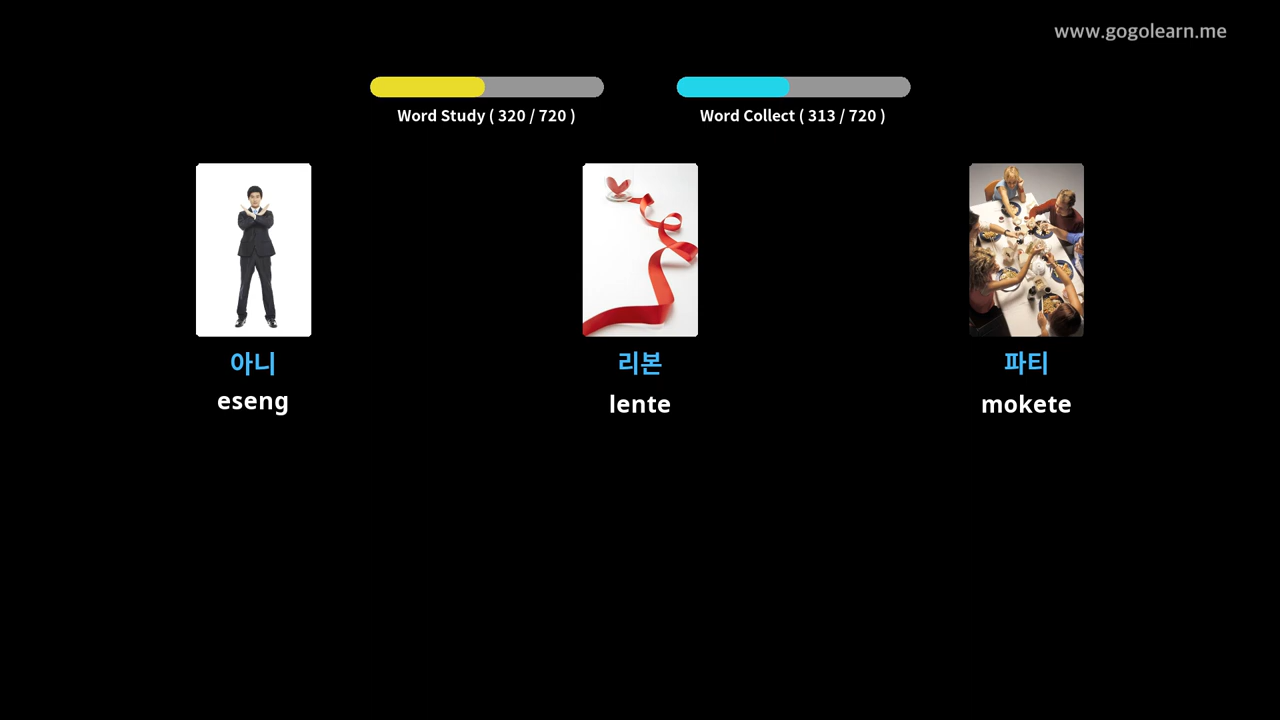 www.gogolearn.me
Word Study ( 320 / 720 )
Word Collect ( 313 / 720 )
아니
리본
파티
eseng
lente
mokete